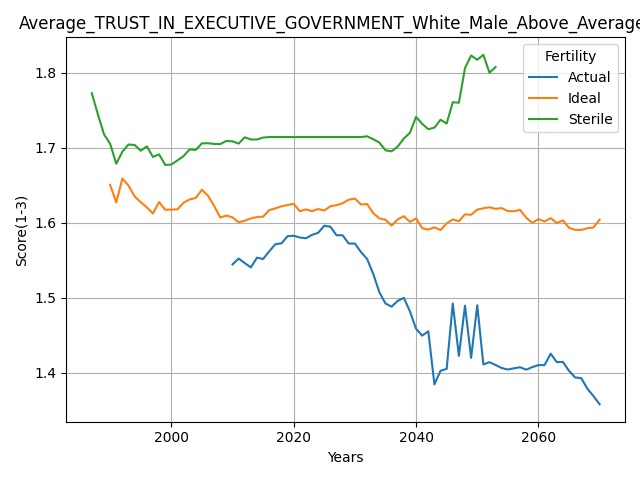 Average_TRUST_IN_EXECUTIVE_GOVERNMENT_White_Male_Above_Average
Fertility
Actual
Ideal
Sterile
Score(1-3)
1.8
1.7
1.6
1.5
1.4
2000 2020 2040 2060
Years